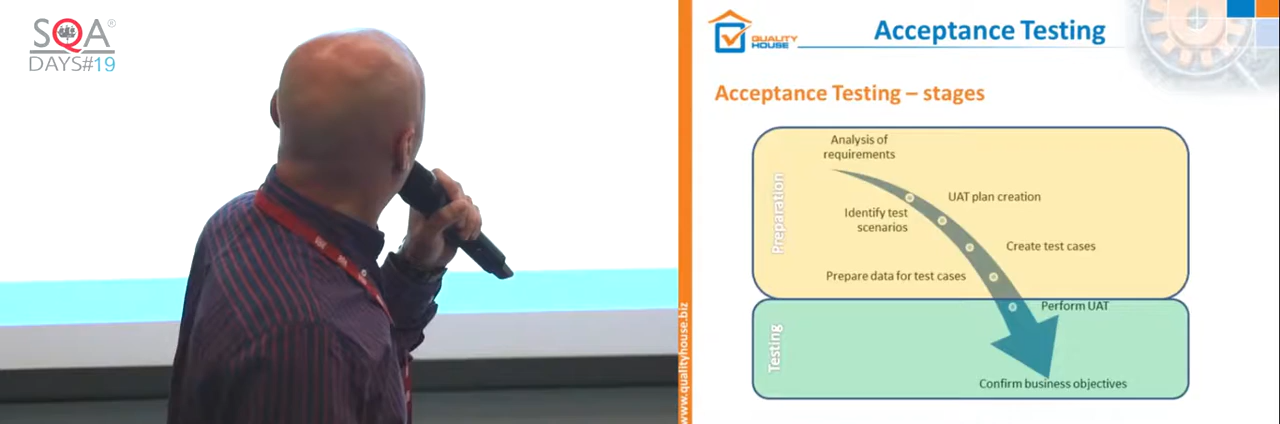 SQA®
DAYS#19
QUALITY
HOUSE
Acceptance Testing
Acceptance Testing – stages
Preparation
Analysis of
requirements
UAT plan creation
Identify test
scenarios
Create test cases
Prepare data for test cases
Testing
Perform UAT
Confirm business objectives
www.qualityhouse.biz